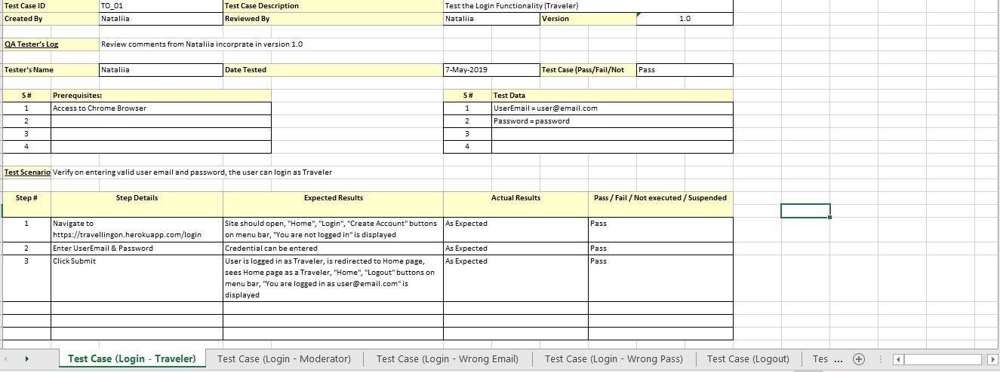 Test Case ID TO_01 Test Case Description Test the Login Functionality (Traveler)
Created By Nataliia Reviewed By Nataliia Version 1.0
QA Tester's Log Review comments from Nataliia incorprate in version 1.0
Tester's Name Nataliia Date Tested 7-May-2019 Test Case (Pass/Fail/Not Pass
S # Prerequisites: S # Test Data
1 Access to Chrome Browser 1 UserEmail = user@email.com
2 2 Password = password
3 3
4 4
Test Scenario Verify on entering valid user email and password, the user can login as Traveler
Step # Step Details Expected Results Actual Results Pass / Fail / Not executed / Suspended
1 Navigate to Site should open, "Home", "Login", "Create Account" buttons As Expected Pass
https://travellingon.herokuapp.com/login on menu bar, "You are not logged in" is displayed
2 Enter UserEmail & Password Credential can be entered As Expected Pass
3 Click Submit User is logged in as Traveler, is redirected to Home page, As Expected Pass
sees Home page as a Traveler, "Home", "Logout" buttons on
menu bar, "You are logged in as user@email.com" is
displayed
Test Case (Login - Traveler) Test Case (Login - Moderator) Test Case (Login - Wrong Email) Test Case (Login - Wrong Pass) Test Case (Logout) Tes ...